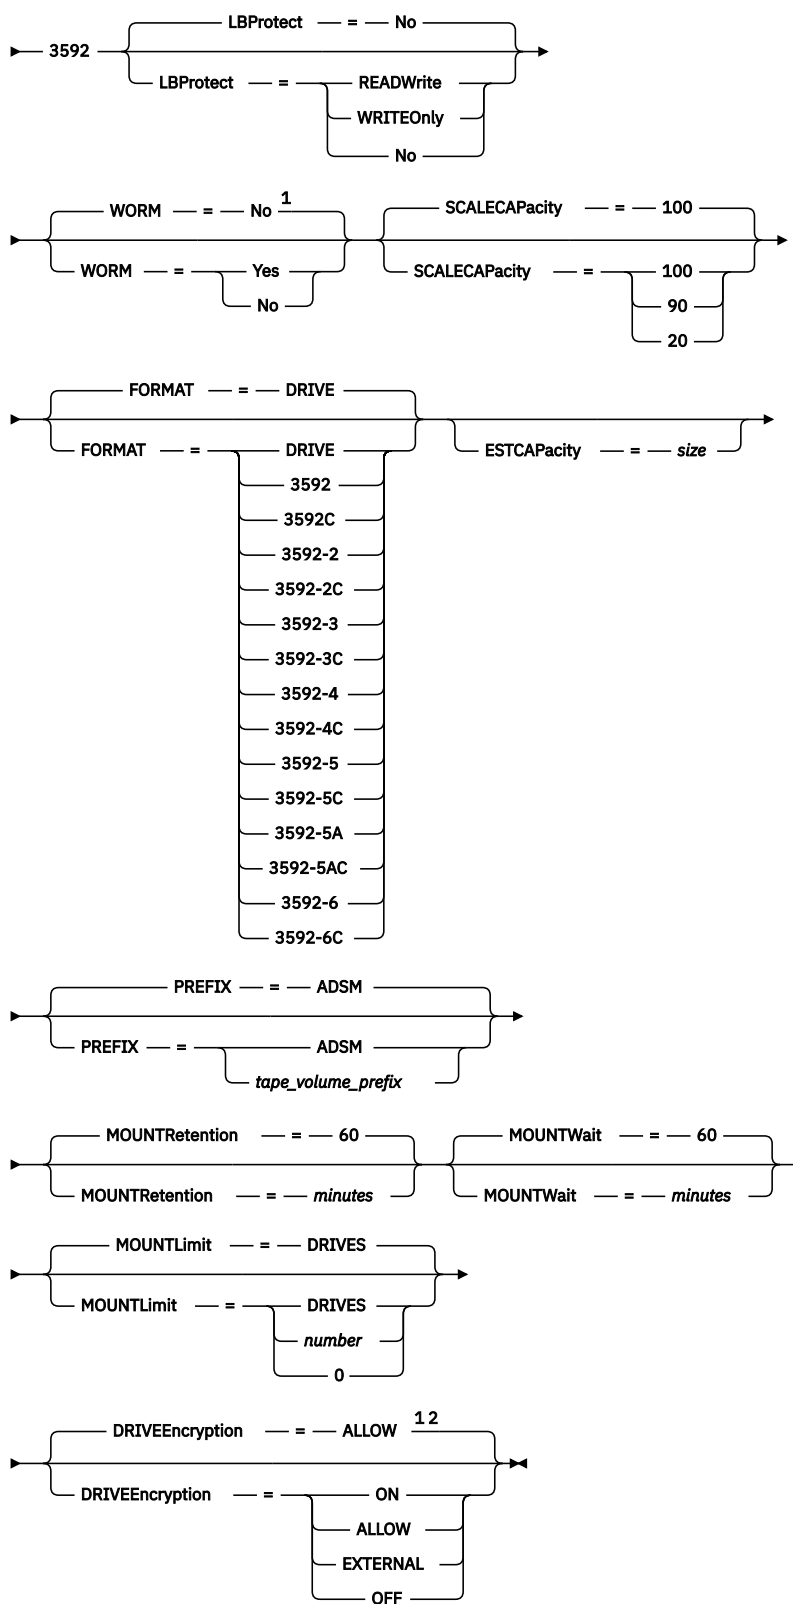 LBProtect = No
3592
LBProtect = READWrite
WRITEOnly
No
WORM = No 1 SCALECAPacity = 100
WORM = Yes SCALECAPacity = 100
No 90
20
FORMAT = DRIVE
FORMAT = DRIVE ESTCAPacity = size
3592
3592C
3592-2
3592-2C
3592-3
3592-3C
3592-4
3592-4C
3592-5
3592-5C
3592-5A
3592-5AC
3592-6
3592-6C
PREFIX = ADSM
PREFIX = ADSM
tape_volume_prefix
MOUNTRetention = 60 MOUNTWait = 60
MOUNTRetention = minutes MOUNTWait = minutes
MOUNTLimit = DRIVES
MOUNTLimit = DRIVES
number
0
DRIVEEncryption = ALLOW 1 2
DRIVEEncryption = ON
ALLOW
EXTERNAL
OFF